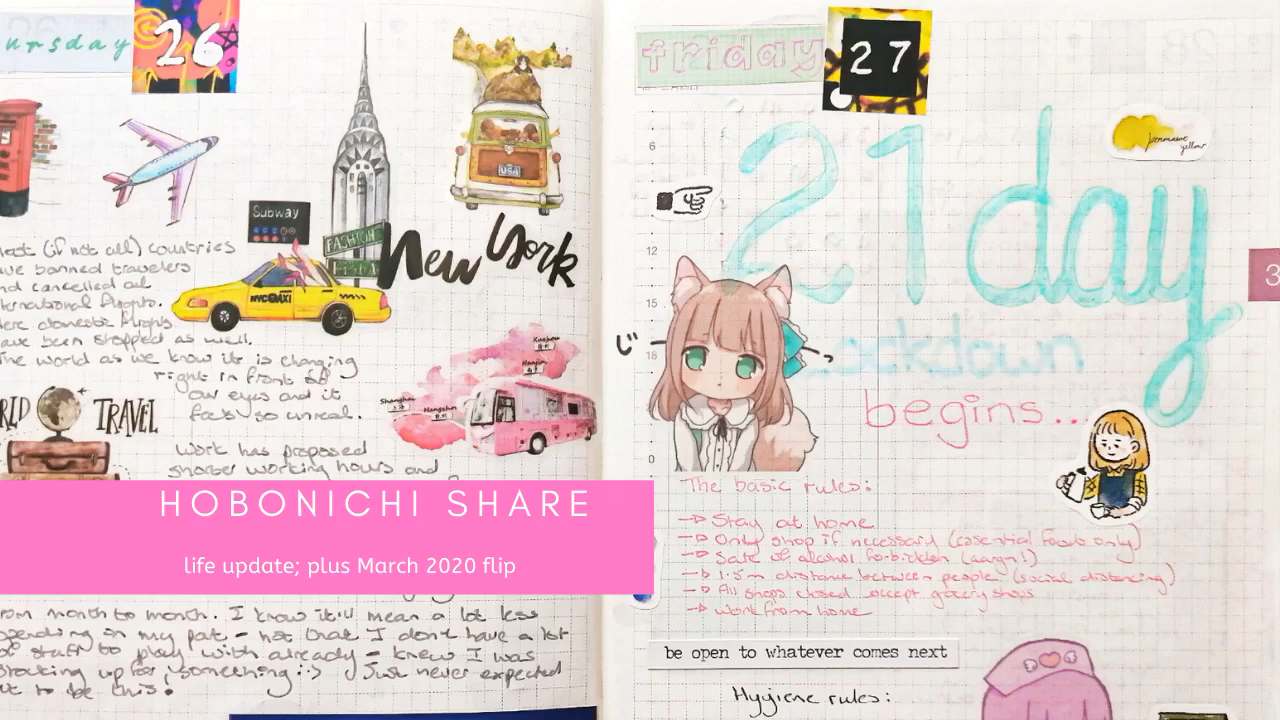 ursday
26
Subway
FASHION
New York
USA
NYC TAXI
most (if not all) countries
have banned travelers
and cancelled all
international flights.
Here domestic flights
have been stopped as well.
The world as we know it is changing
right in front of
our eyes and it
feels so unreal.
Shanghai
Hangzhou
Nanjing
Xuzhou
RLD TRAVEL
Work has proposed
shorter working hours and
HOBONICHI SHARE
life update; plus March 2020 flip
from month to month. I know it'll mean a lot less
spending on my part - not that I don't have a lot
of stuff to play with already - knew I was
stocking up for 'something' :) Just never expected
it to be this!
friday
27
6
permanent
yellow
21 day
12
15
18
lockdown
begins...
0
The basic rules:
Stay at home
Only shop if necessary (essential foods only)
Sale of alcohol forbidden (aargh!)
1.5m distance between people (social distancing)
All shops closed except grocery shops
Work from home
be open to whatever comes next
Hygiene rules:
3